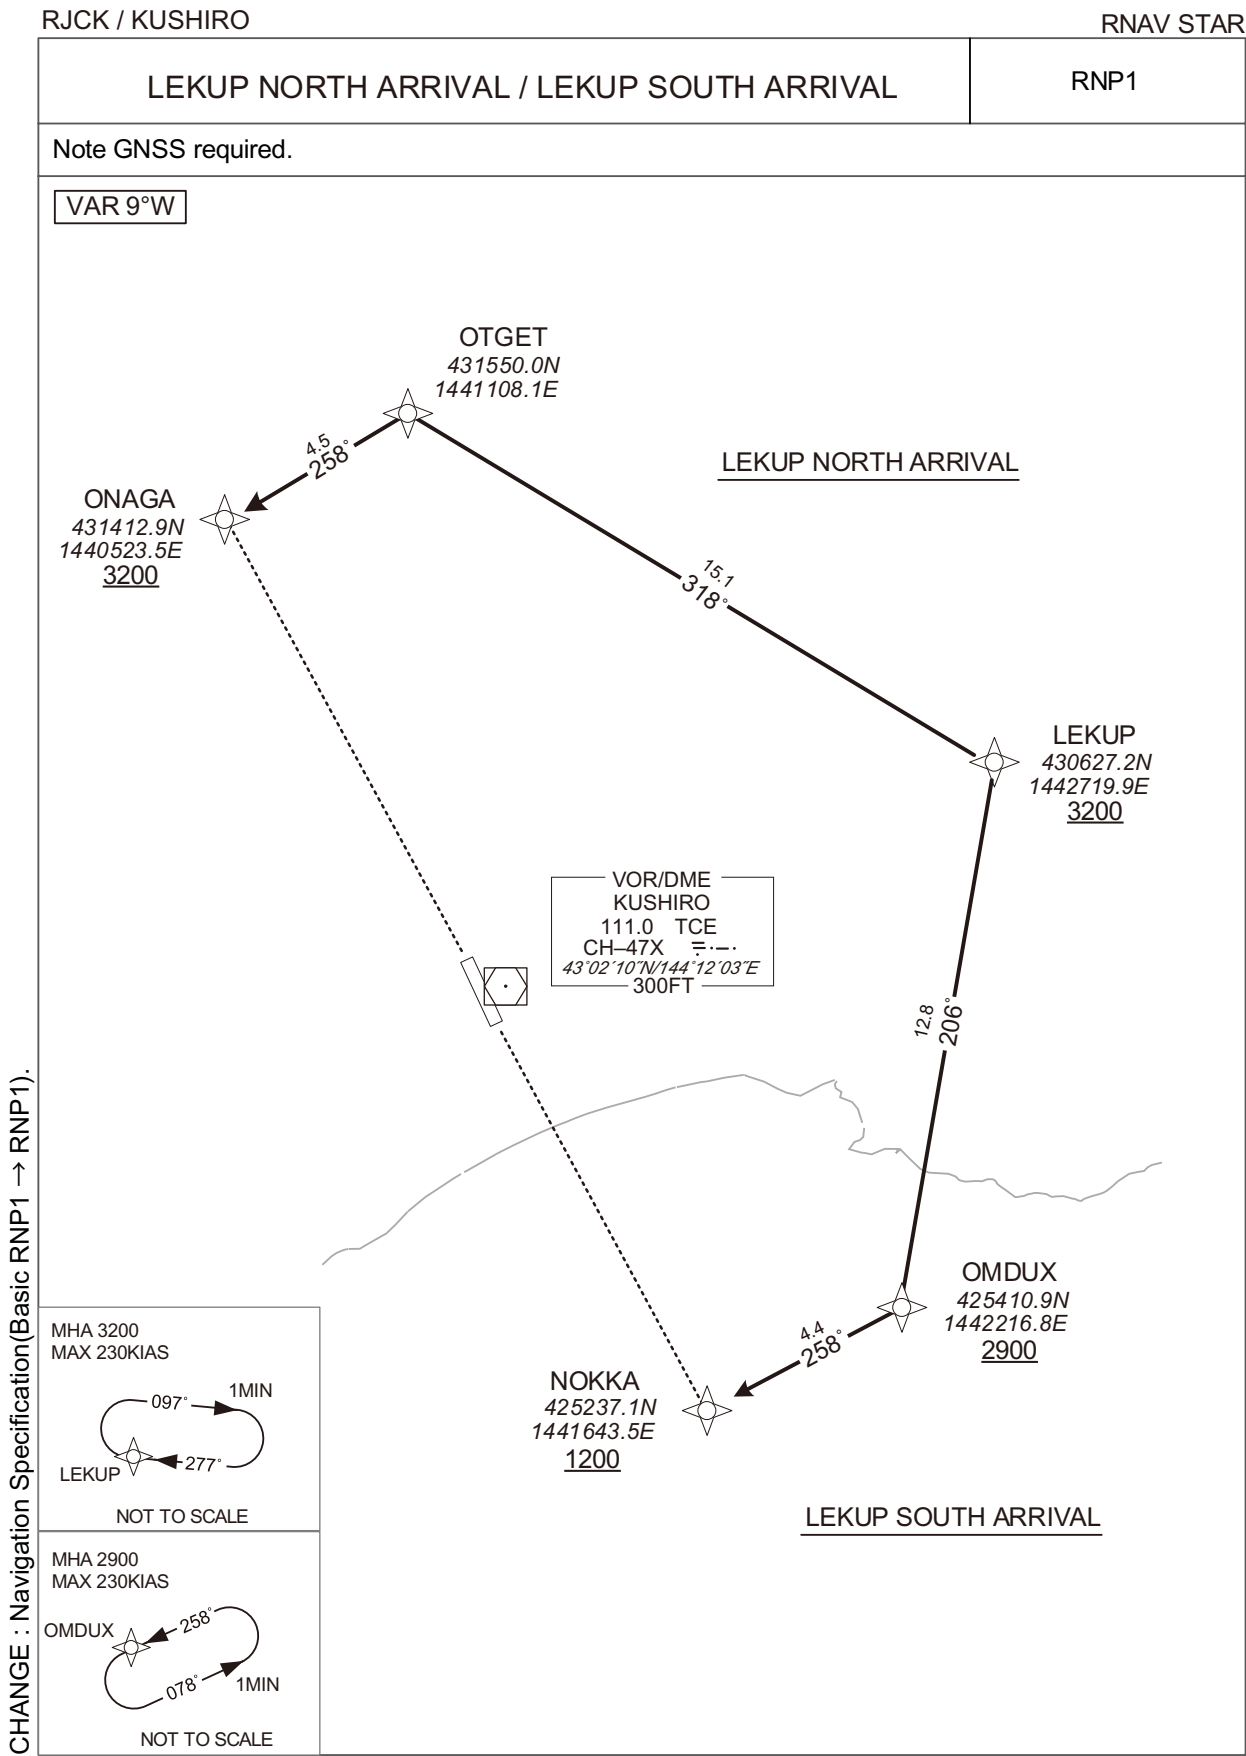 RJCK / KUSHIRO
RNAV STAR
LEKUP NORTH ARRIVAL / LEKUP SOUTH ARRIVAL
RNP1
Note GNSS required.
VAR 9°W
OTGET
431550.0N
1441108.1E
4.5
258°
LEKUP NORTH ARRIVAL
ONAGA
431412.9N
1440523.5E
3200
15.1
318°
LEKUP
430627.2N
1442719.9E
3200
VOR/DME
KUSHIRO
111.0 TCE
CH–47X
43°02´10˝N/144°12´03˝E
300FT
12.8
206°
OMDUX
425410.9N
1442216.8E
2900
4.4
258°
NOKKA
425237.1N
1441643.5E
1200
LEKUP SOUTH ARRIVAL
MHA 3200
MAX 230KIAS
097°
1MIN
LEKUP
277°
NOT TO SCALE
MHA 2900
MAX 230KIAS
OMDUX
258°
078°
1MIN
NOT TO SCALE
CHANGE : Navigation Specification(Basic RNP1 → RNP1).